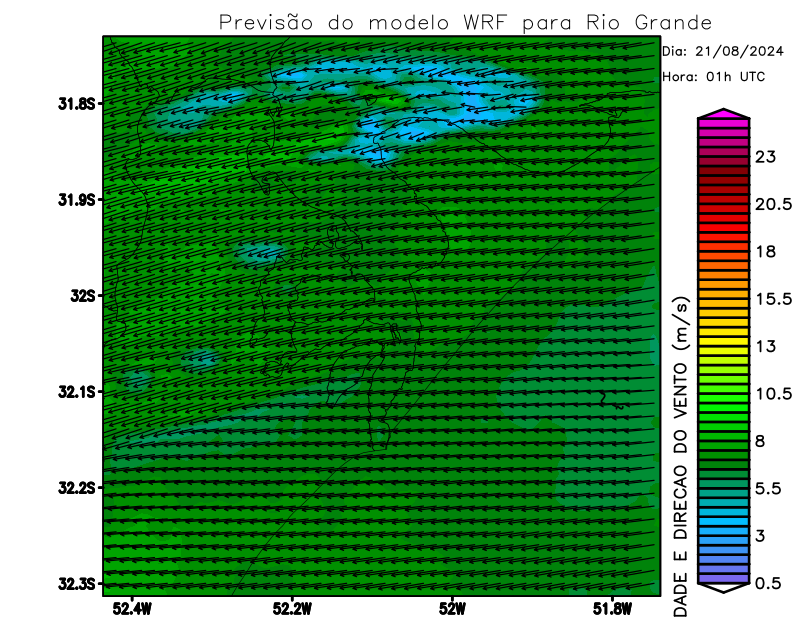 Previsão do modelo WRF para Rio Grande
Dia: 21/08/2024
Hora: 01h UTC
31.8S
31.9S
32S
32.1S
32.2S
32.3S
52.4W
52.2W
52W
51.8W
DADE E DIRECAO DO VENTO (m/s)
23
20.5
18
15.5
13
10.5
8
5.5
3
0.5